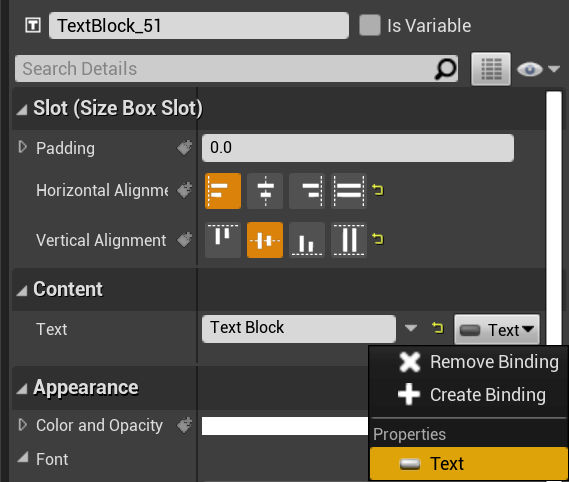 TextBlock_51 Is Variable
Search Details
Slot (Size Box Slot)
Padding 0.0
Horizontal Alignme
Vertical Alignment
Content
Text Text Block Text
Remove Binding
Create Binding
Appearance
Properties
Color and Opacity
Font
Text